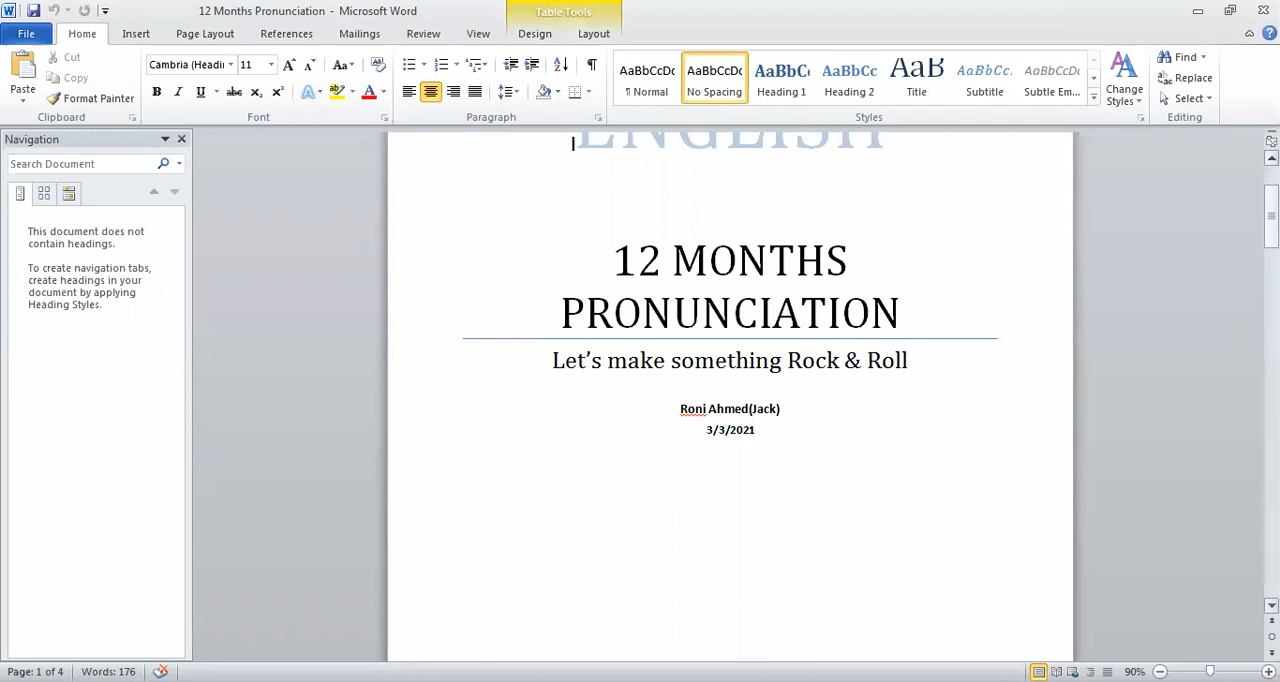 12 Months Pronunciation - Microsoft Word
Table Tools
File Home Insert Page Layout References Mailings Review View Design Layout
Paste
Cut
Copy
Format Painter
Clipboard
Cambria (Headi 11
Font
Paragraph
AaBbCcDc AaBbCcDc AaBbCc AaBbCc AaB AaBbCc. AaBbCcDc
¶ Normal No Spacing Heading 1 Heading 2 Title Subtitle Subtle Em...
Change
Styles
Styles
Find
Replace
Select
Editing
Navigation
Search Document
This document does not
contain headings.
To create navigation tabs,
create headings in your
document by applying
Heading Styles.
ENGLISH
12 MONTHS
PRONUNCIATION
Let’s make something Rock & Roll
Roni Ahmed(Jack)
3/3/2021
Page: 1 of 4 Words: 176 90%